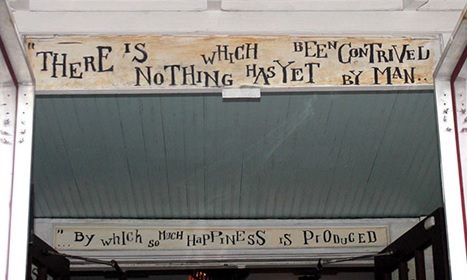 "THERE IS NOTHING WHICH HAS YET BEEN CONTRIVED BY MAN..
"... BY WHICH SO MUCH HAPPINESS IS PRODUCED